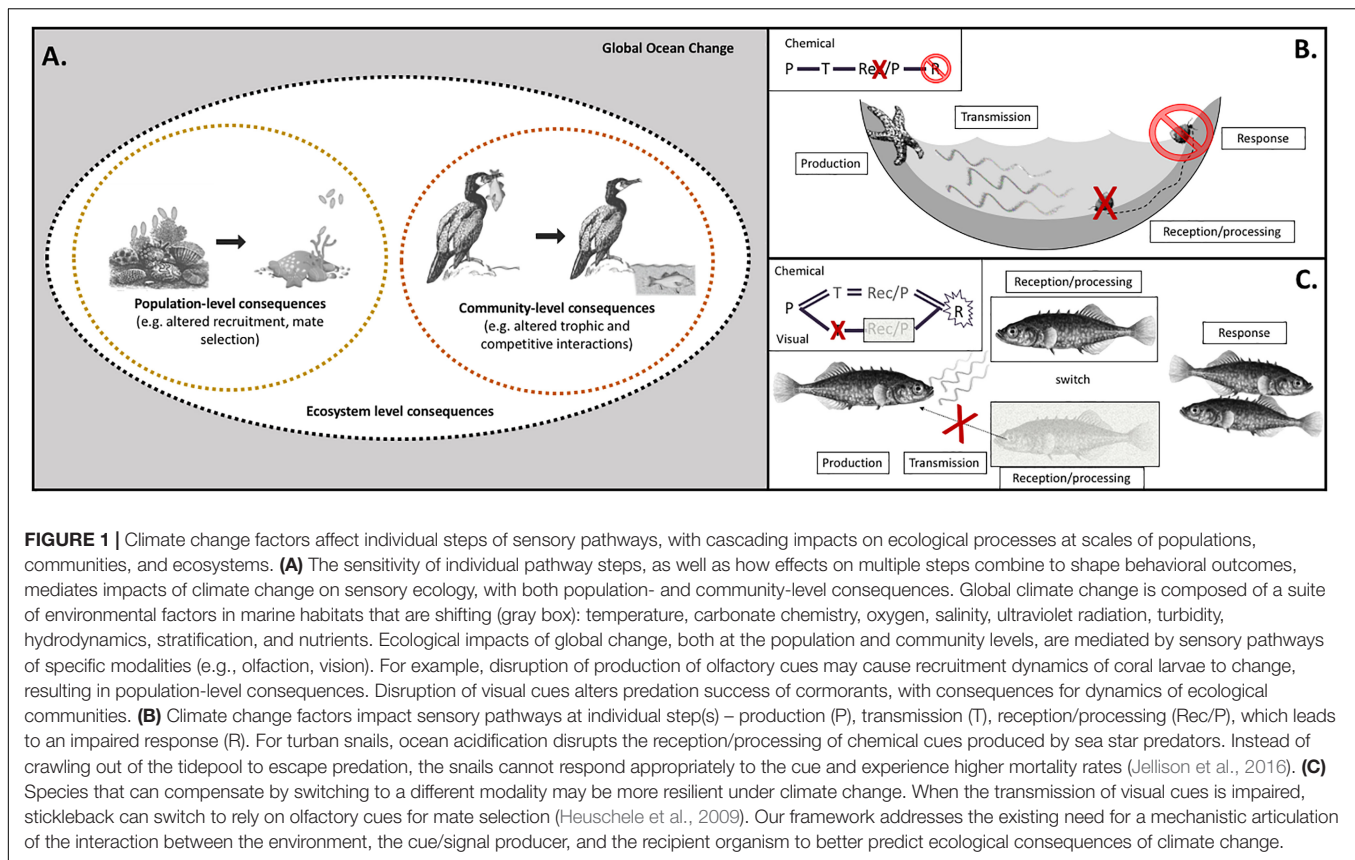 A.
Global Ocean Change
Population-level consequences
(e.g. altered recruitment, mate
selection)
Community-level consequences
(e.g. altered trophic and
competitive interactions)
Ecosystem level consequences
B.
Chemical
P T Rec/P R
Transmission
Production
Response
Reception/processing
C.
Chemical
P T Rec/P R
Rec/P
Visual
Reception/processing
Response
switch
Production
Transmission
Reception/processing
FIGURE 1 | Climate change factors affect individual steps of sensory pathways, with cascading impacts on ecological processes at scales of populations,
communities, and ecosystems. (A) The sensitivity of individual pathway steps, as well as how effects on multiple steps combine to shape behavioral outcomes,
mediates impacts of climate change on sensory ecology, with both population- and community-level consequences. Global climate change is composed of a suite
of environmental factors in marine habitats that are shifting (gray box): temperature, carbonate chemistry, oxygen, salinity, ultraviolet radiation, turbidity,
hydrodynamics, stratification, and nutrients. Ecological impacts of global change, both at the population and community levels, are mediated by sensory pathways
of specific modalities (e.g., olfaction, vision). For example, disruption of production of olfactory cues may cause recruitment dynamics of coral larvae to change,
resulting in population-level consequences. Disruption of visual cues alters predation success of cormorants, with consequences for dynamics of ecological
communities. (B) Climate change factors impact sensory pathways at individual step(s) – production (P), transmission (T), reception/processing (Rec/P), which leads
to an impaired response (R). For turban snails, ocean acidification disrupts the reception/processing of chemical cues produced by sea star predators. Instead of
crawling out of the tidepool to escape predation, the snails cannot respond appropriately to the cue and experience higher mortality rates (Jellison et al., 2016). (C)
Species that can compensate by switching to a different modality may be more resilient under climate change. When the transmission of visual cues is impaired,
stickleback can switch to rely on olfactory cues for mate selection (Heuschele et al., 2009). Our framework addresses the existing need for a mechanistic articulation
of the interaction between the environment, the cue/signal producer, and the recipient organism to better predict ecological consequences of climate change.